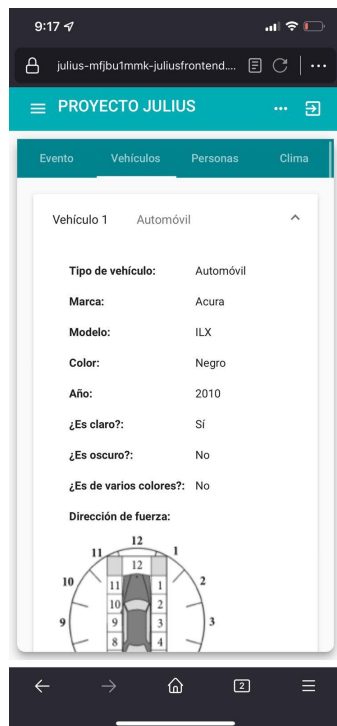 9:17
julius-mfjbu1mmk-juliusfrontend....
PROYECTO JULIUS
Evento Vehículos Personas Clima
Vehículo 1 Automóvil
Tipo de vehículo: Automóvil
Marca: Acura
Modelo: ILX
Color: Negro
Año: 2010
¿Es claro?: Sí
¿Es oscuro?: No
¿Es de varios colores?: No
Dirección de fuerza:
12
11 1
12
10 11 1 2
10 2
9 9 3 3
8 4
2